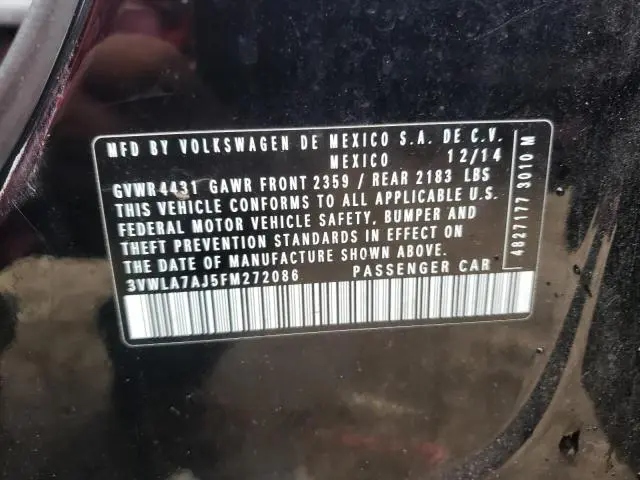 MFD BY VOLKSWAGEN DE MEXICO S.A. DE C.V.
MEXICO 12/14
GVWR4431 GAWR FRONT 2359 / REAR 2183 LBS
THIS VEHICLE CONFORMS TO ALL APPLICABLE U.S.
FEDERAL MOTOR VEHICLE SAFETY, BUMPER AND
THEFT PREVENTION STANDARDS IN EFFECT ON
THE DATE OF MANUFACTURE SHOWN ABOVE.
3VWLA7AJ5FM272086 PASSENGER CAR
4827177 3010 M